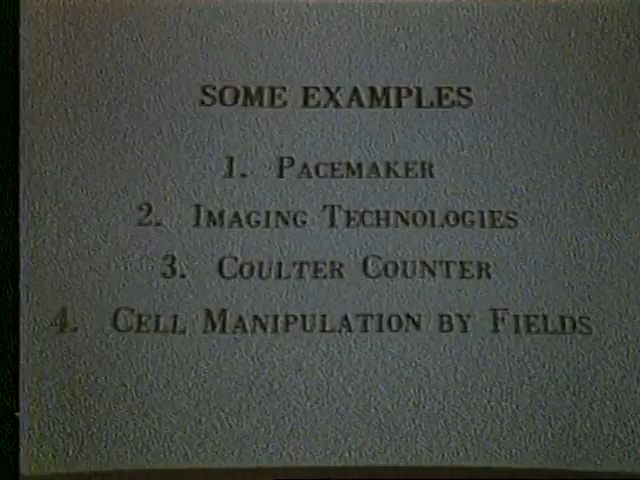 SOME EXAMPLES
1. PACEMAKER
2. IMAGING TECHNOLOGIES
3. COULTER COUNTER
4. CELL MANIPULATION BY FIELDS